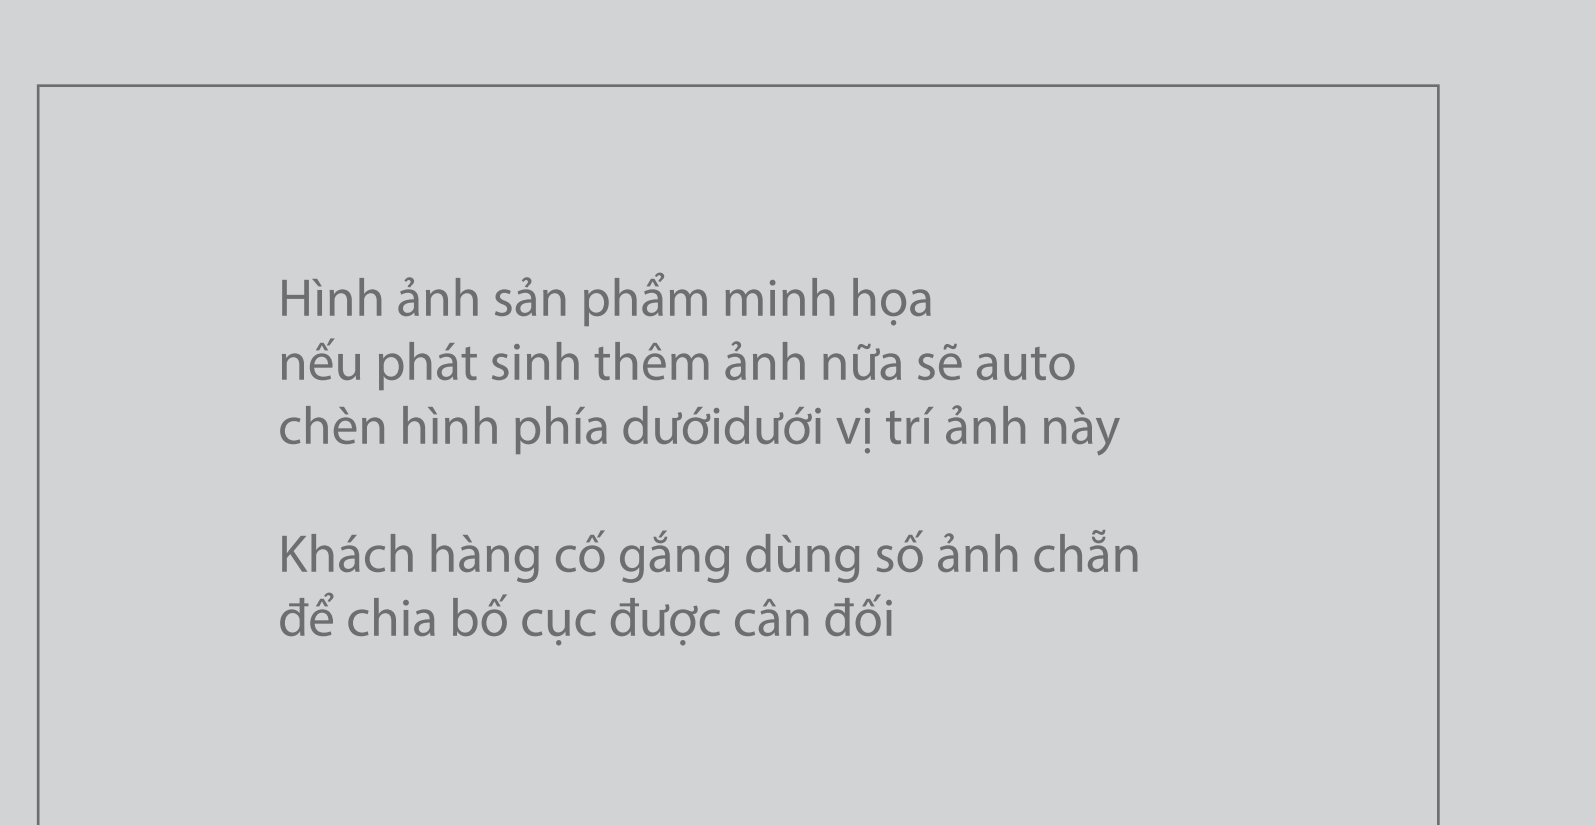 Hình ảnh sản phẩm minh họa
nếu phát sinh thêm ảnh nữa sẽ auto
chèn hình phía dướidưới vị trí ảnh này
Khách hàng cố gắng dùng số ảnh chẵn
để chia bố cục được cân đối